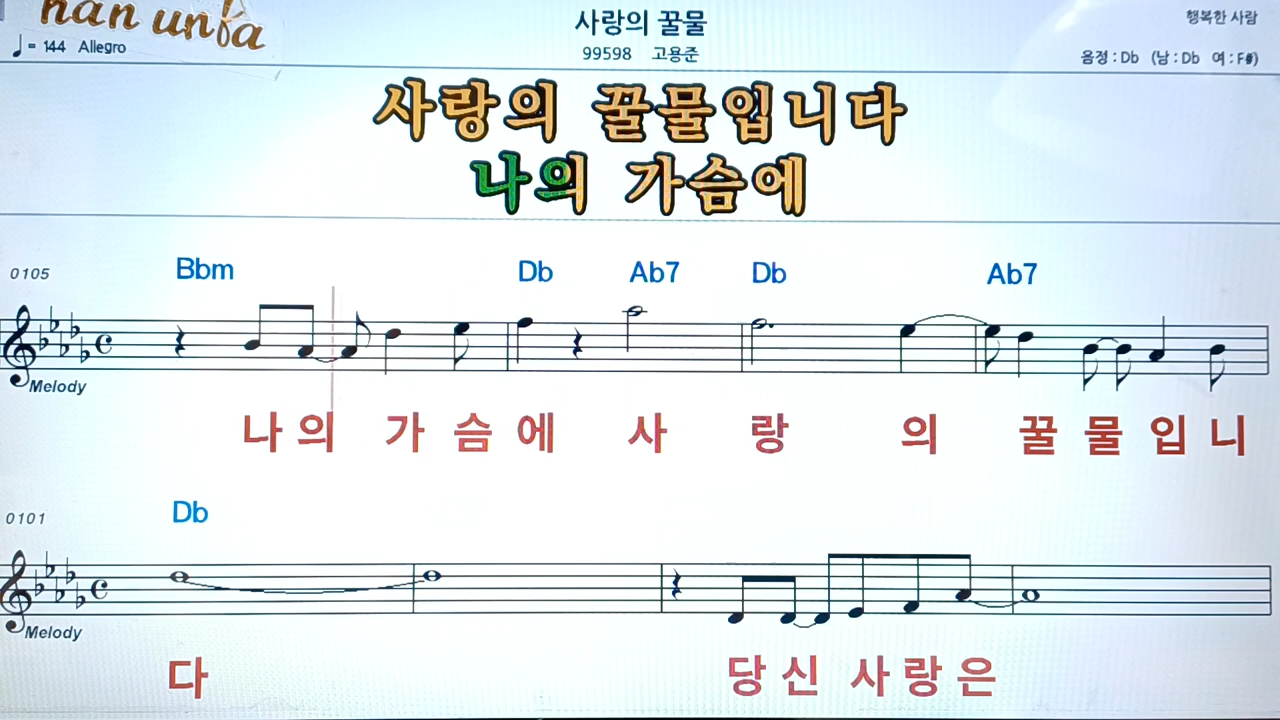 han unfa
사랑의 꿀물
행복한 사람
♩= 144 Allegro
99598 고용준
음정 : Db (남 : Db 여 : F#)
사랑의 꿀물입니다
나의 가슴에
0105 Bbm Db Ab7 Db Ab7
Melody
나 의 가 슴 에 사 랑 의 꿀 물 입 니
0101 Db
Melody
다 당 신 사 랑 은